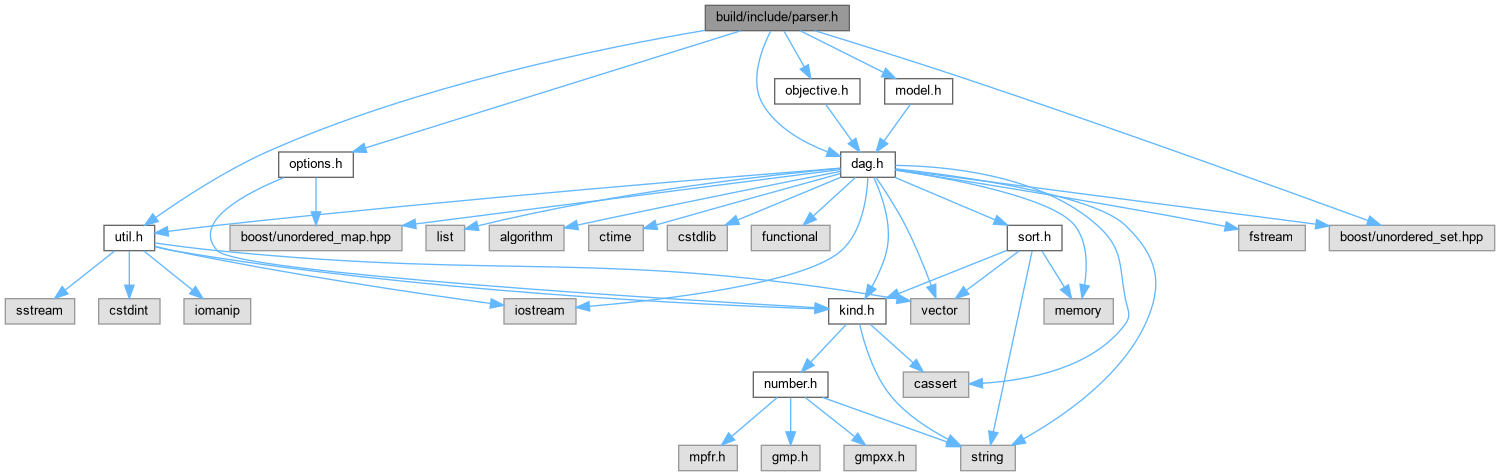 build/include/parser.h
objective.h
model.h
options.h
dag.h
util.h
boost/unordered_map.hpp
list
algorithm
ctime
cstdlib
functional
sort.h
fstream
boost/unordered_set.hpp
sstream
cstdint
iomanip
iostream
kind.h
vector
memory
number.h
cassert
mpfr.h
gmp.h
gmpxx.h
string